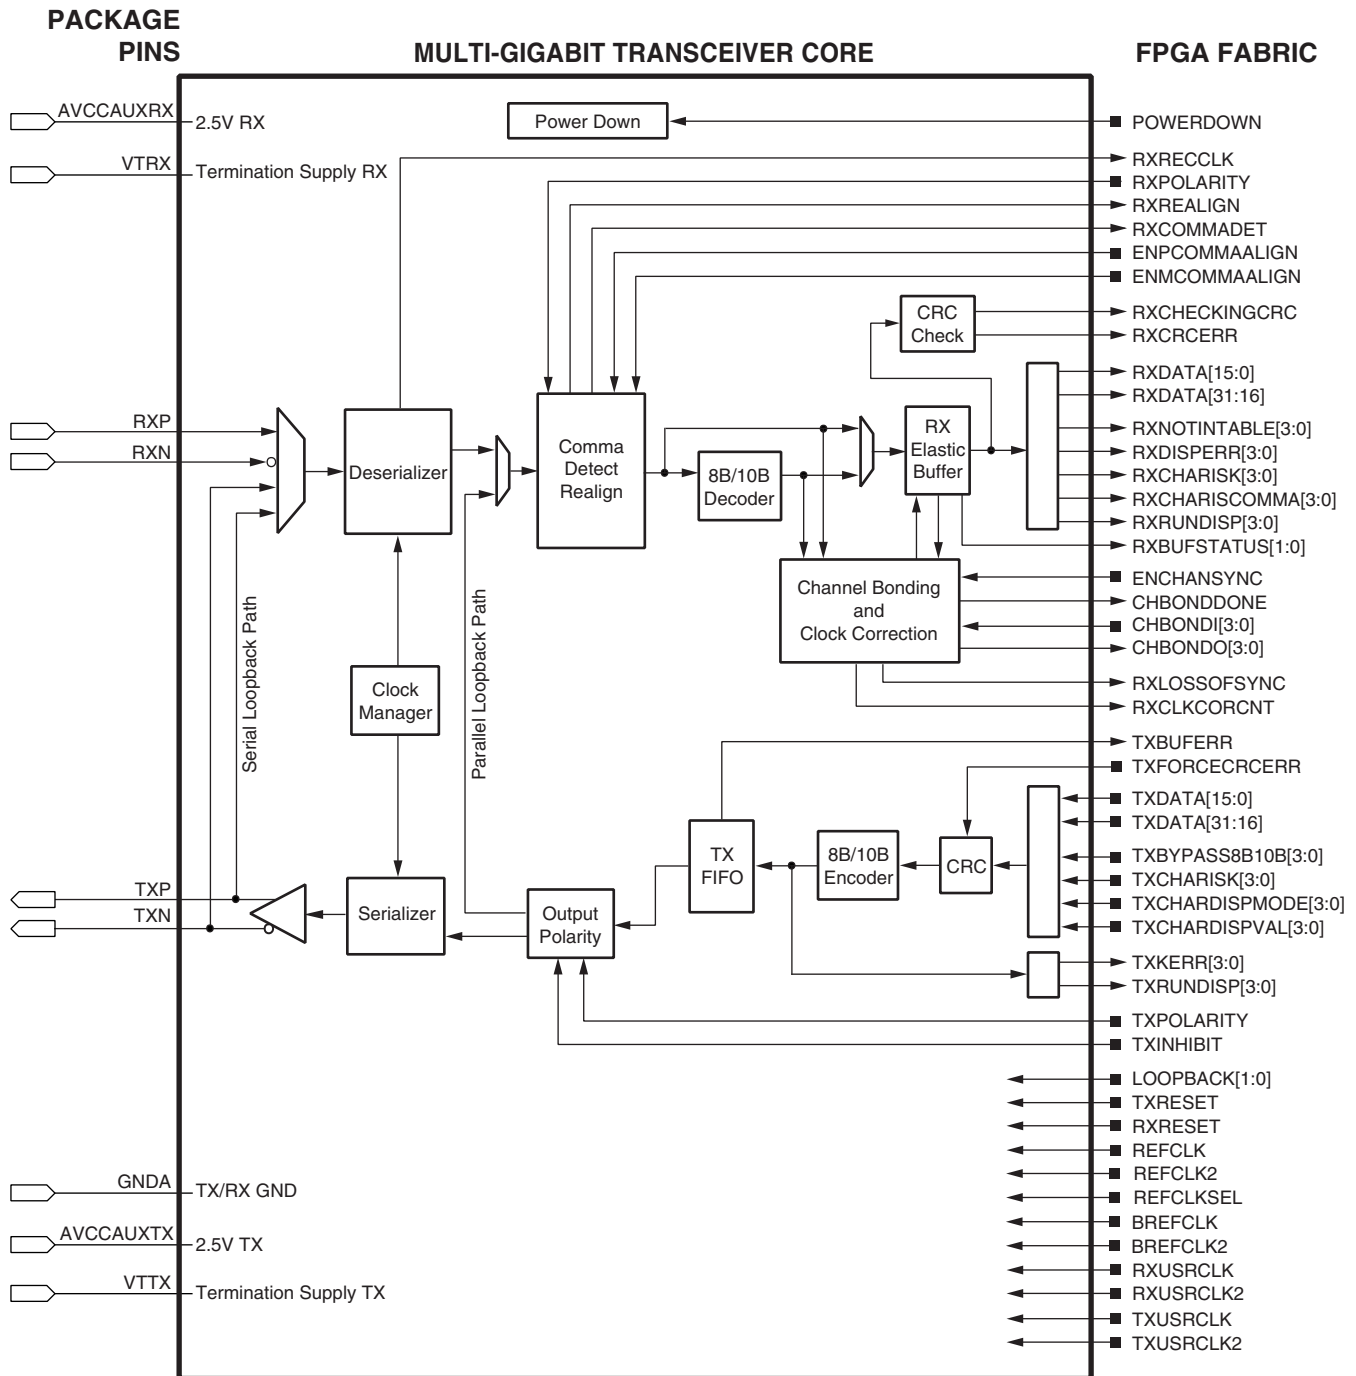 PACKAGE
PINS
MULTI-GIGABIT TRANSCEIVER CORE
FPGA FABRIC
AVCCAUXRX
2.5V RX
VTRX
Termination Supply RX
Power Down
POWERDOWN
RXRECCLK
RXPOLARITY
RXREALIGN
RXCOMMADET
ENPCOMMAALIGN
ENMCOMMAALIGN
CRC
Check
RXCHECKINGCRC
RXCRCERR
RXDATA[15:0]
RXDATA[31:16]
RXNOTINTABLE[3:0]
RXDISPERR[3:0]
RXCHARISK[3:0]
RXCHARISCOMMA[3:0]
RXRUNDISP[3:0]
RXBUFSTATUS[1:0]
RXP
RXN
Deserializer
Comma
Detect
Realign
8B/10B
Decoder
RX
Elastic
Buffer
Channel Bonding
and
Clock Correction
ENCHANSYNC
CHBONDDONE
CHBONDI[3:0]
CHBONDO[3:0]
RXLOSSOFSYNC
RXCLKCORCNT
Serial Loopback Path
Clock
Manager
Parallel Loopback Path
TXBUFERR
TXFORCECRCERR
TXDATA[15:0]
TXDATA[31:16]
TXBYPASS8B10B[3:0]
TXCHARISK[3:0]
TXCHARDISPMODE[3:0]
TXCHARDISPVAL[3:0]
TXKERR[3:0]
TXRUNDISP[3:0]
TXPOLARITY
TXINHIBIT
TX
FIFO
8B/10B
Encoder
CRC
TXP
TXN
Serializer
Output
Polarity
LOOPBACK[1:0]
TXRESET
RXRESET
REFCLK
REFCLK2
REFCLKSEL
BREFCLK
BREFCLK2
RXUSRCLK
RXUSRCLK2
TXUSRCLK
TXUSRCLK2
GNDA
TX/RX GND
AVCCAUXTX
2.5V TX
VTTX
Termination Supply TX